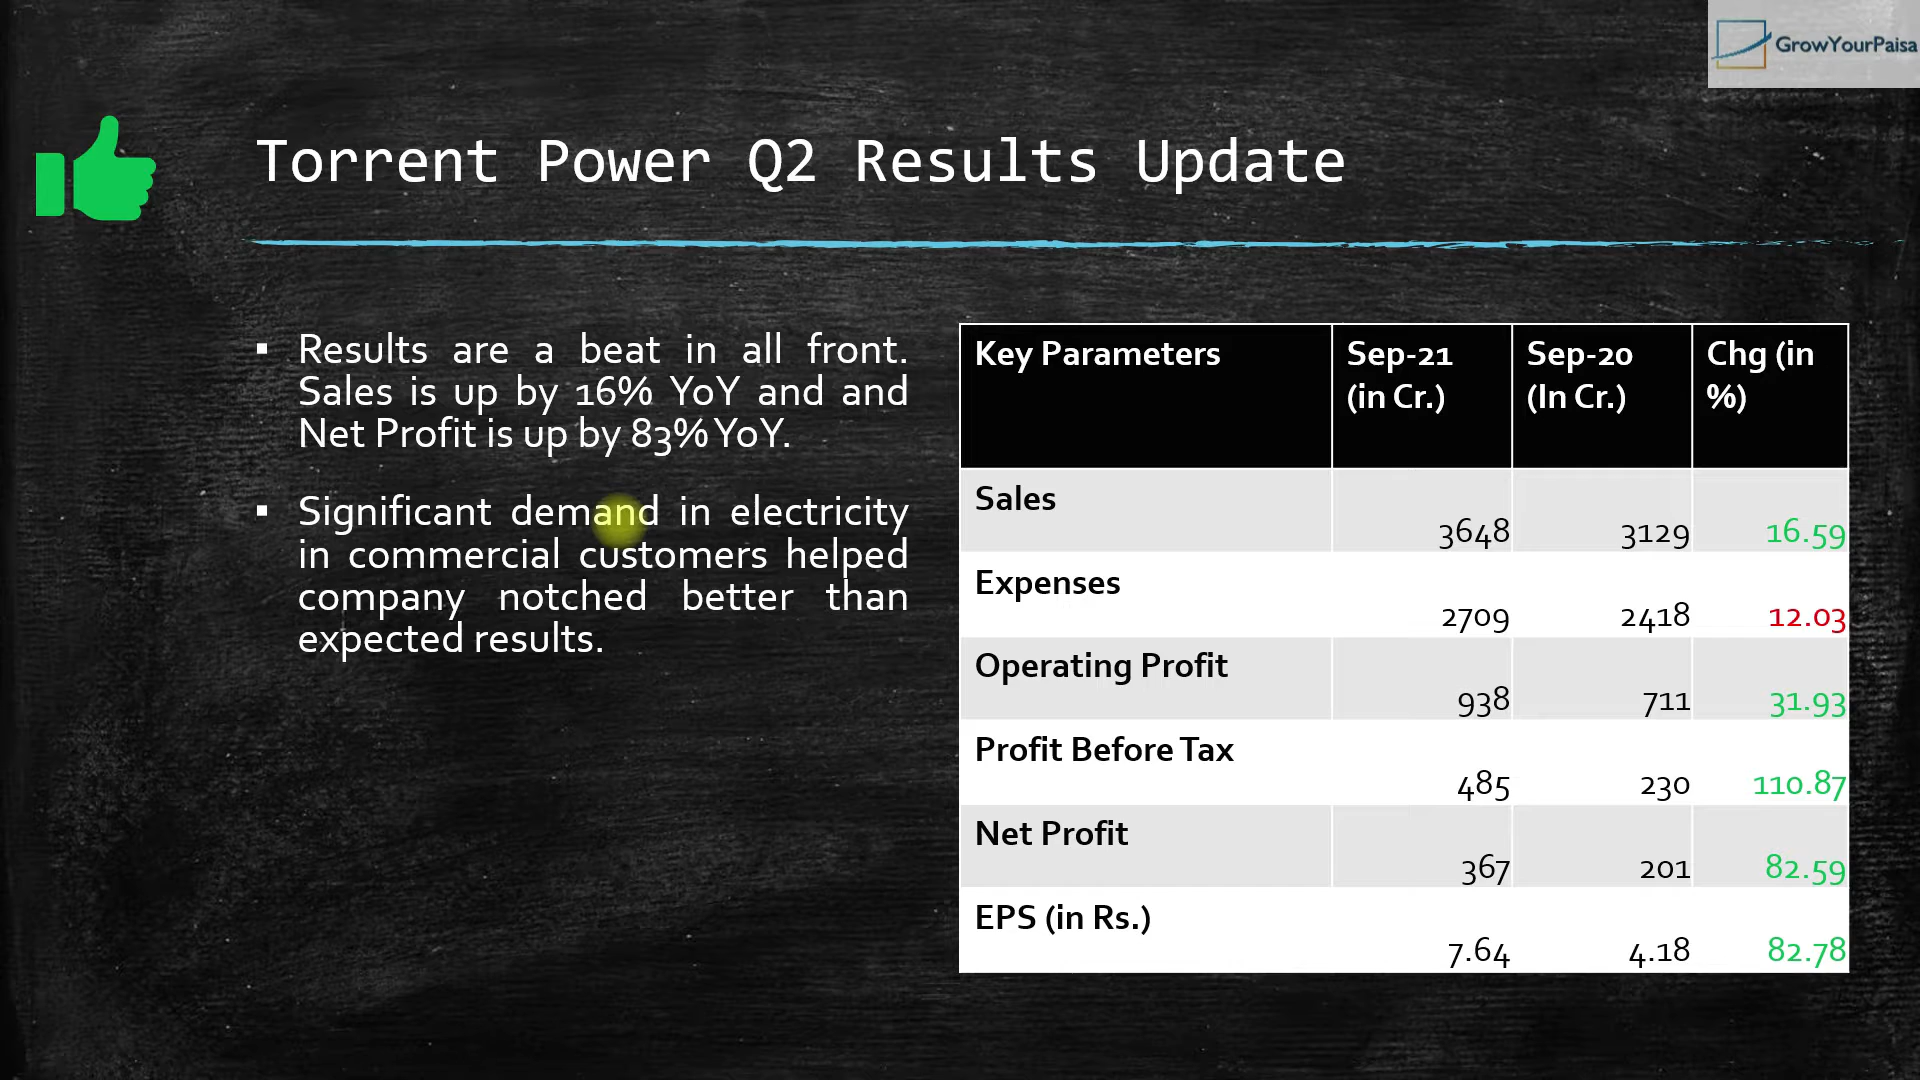 GrowYourPaisa
Torrent Power Q2 Results Update
▪ Results are a beat in all front.
Sales is up by 16% YoY and and
Net Profit is up by 83% YoY.
▪ Significant demand in electricity
in commercial customers helped
company notched better than
expected results.
Key Parameters Sep-21 (in Cr.) Sep-20 (In Cr.) Chg (in %)
Sales 3648 3129 16.59
Expenses 2709 2418 12.03
Operating Profit 938 711 31.93
Profit Before Tax 485 230 110.87
Net Profit 367 201 82.59
EPS (in Rs.) 7.64 4.18 82.78